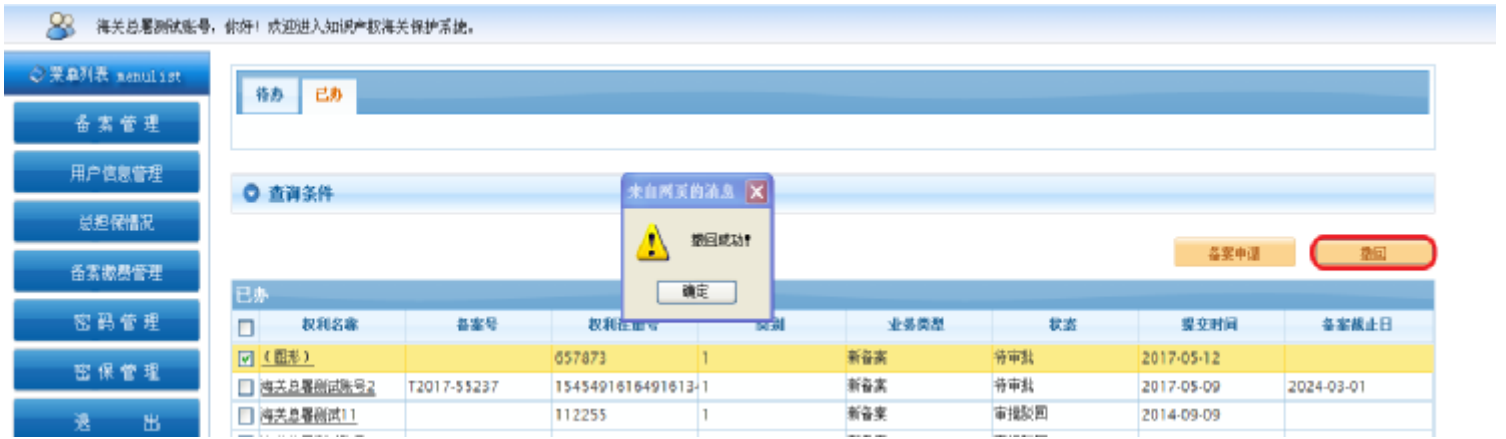 海关总署测试账号，你好！欢迎进入知识产权海关保护系统。
菜单列表 menulist
备案管理
用户信息管理
总担保情况
备案缴费管理
密码管理
密保管理
退出
待办 已办
查询条件
来自网页的消息
撤回成功!
确定
备案申请 撤回
已办
权利名称 备案号 权利注册号 类别 业务类型 状态 提交时间 备案截止日
(图形) 657873 1 新备案 待审批 2017-05-12
海关总署测试账号2 T2017-55237 1545491616491613 1 新备案 待审批 2017-05-09 2024-03-01
海关总署测试11 112255 1 新备案 审批驳回 2014-09-09